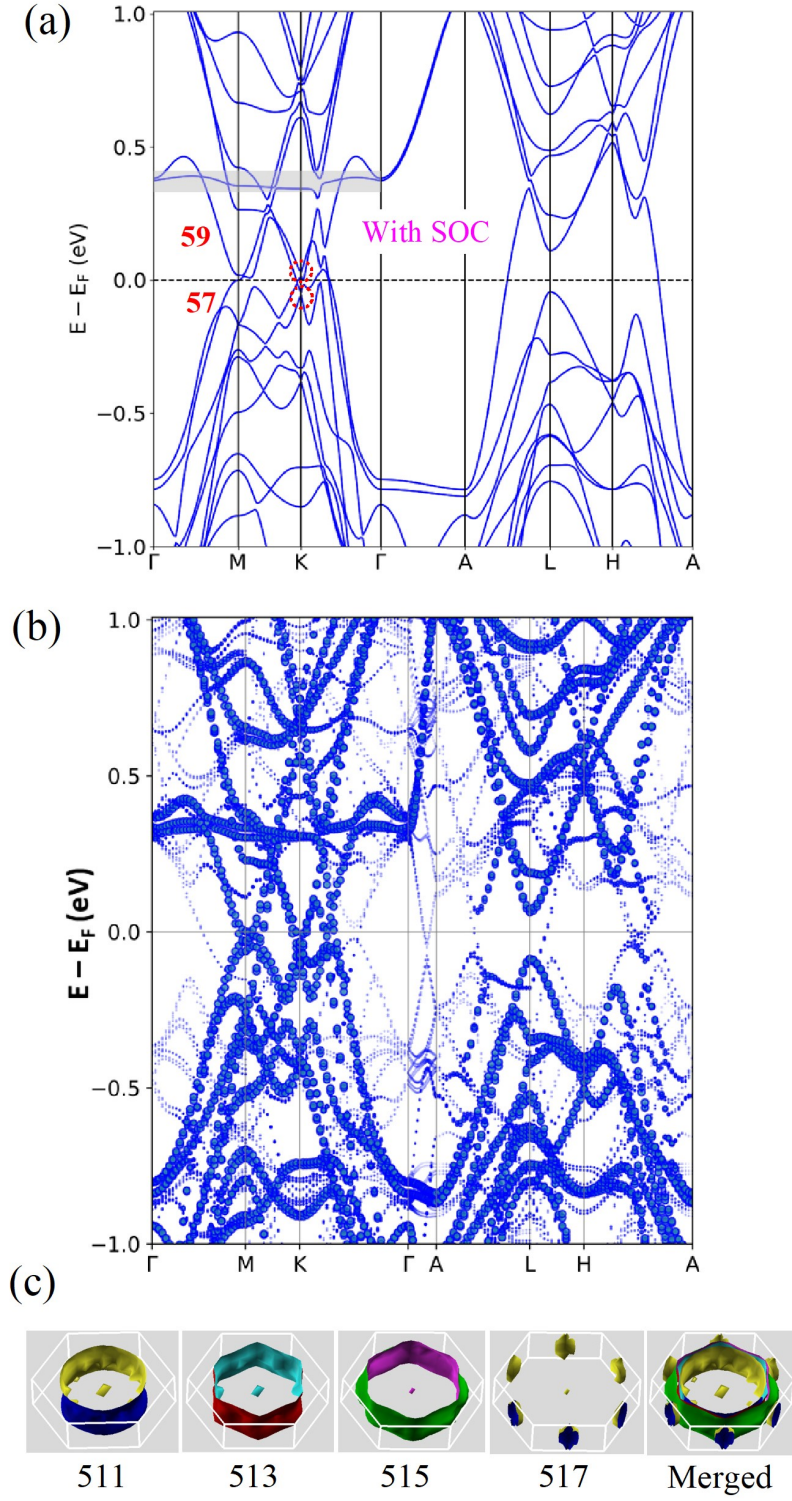 (a)
1.0
0.5
0.0
−0.5
−1.0
E − E_F (eV)
59
57
With SOC
Γ M K Γ A L H A
(b)
1.0
0.5
0.0
−0.5
−1.0
E − E_F (eV)
Γ M K Γ A L H A
(c)
511 513 515 517 Merged